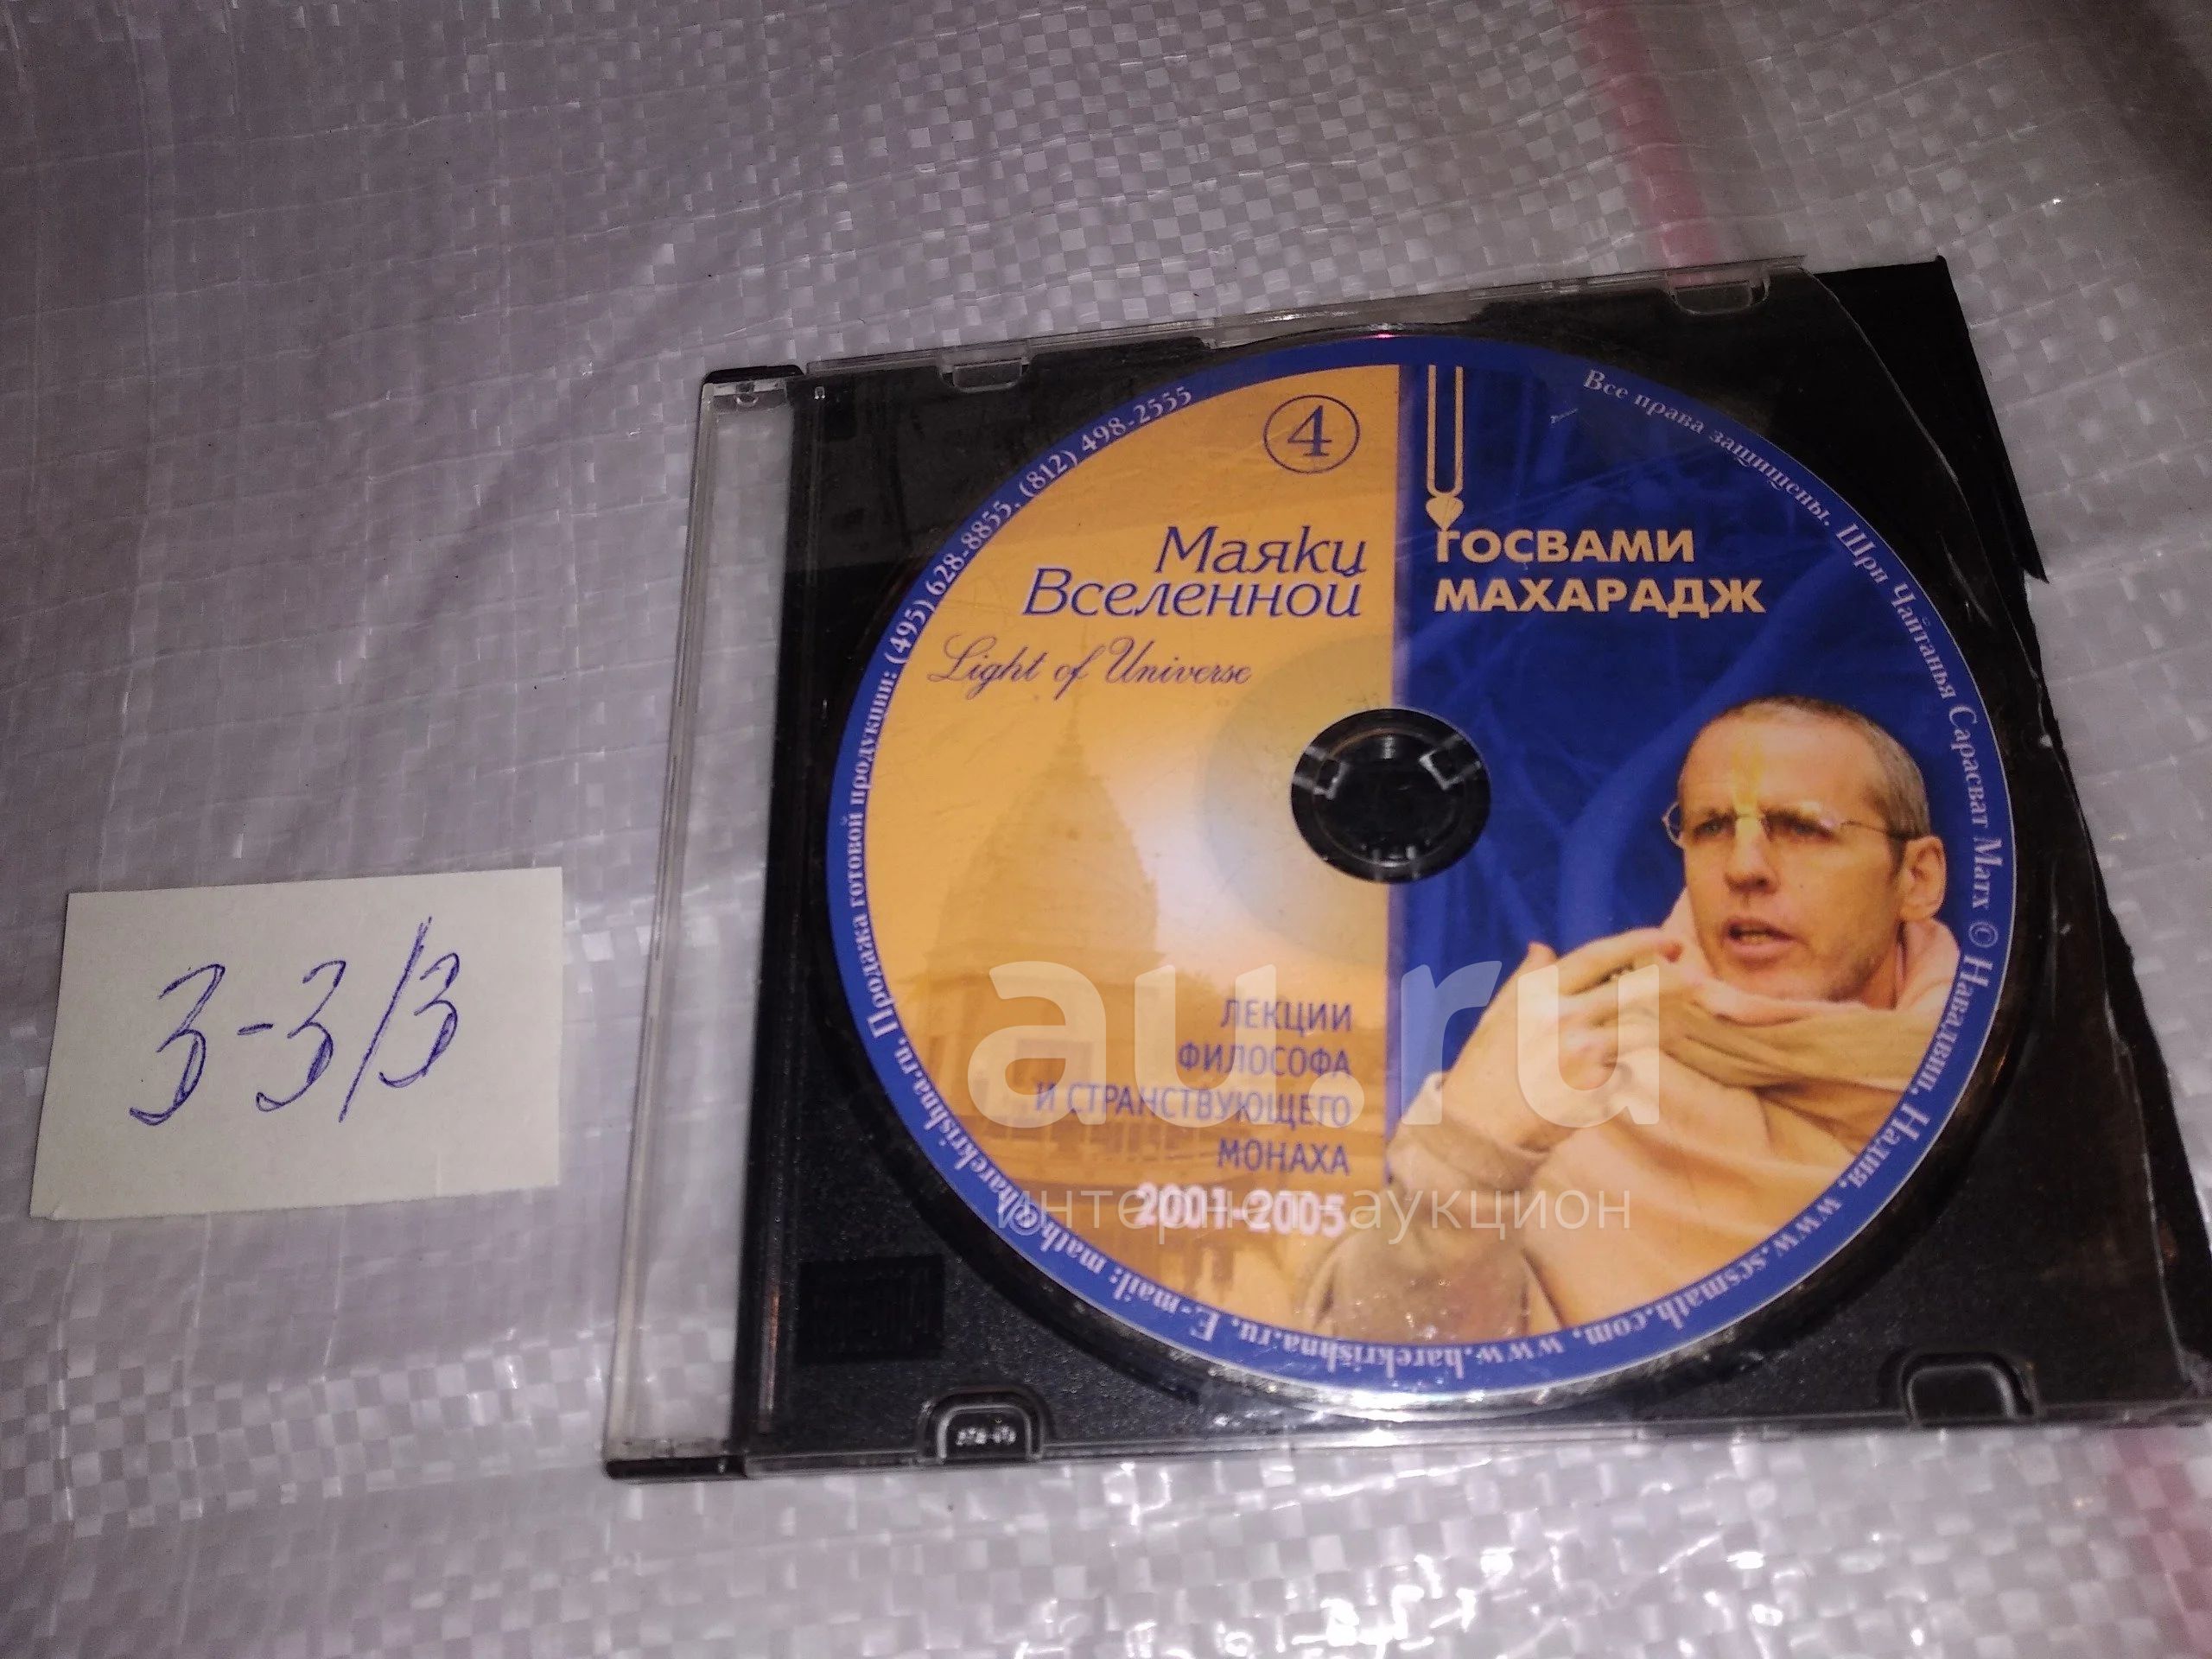 4
Маяки
Вселенной
Light of Universe
ГОСВАМИ
МАХАРАДЖ
ЛЕКЦИИ
ФИЛОСОФА
И СТРАНСТВУЮЩЕГО
МОНАХА
2001-2005
Все права защищены. Шри Чайтанья Сарасват Матх © Навадвип, Надия, www.scsmath.com, www.harekrishna.ru. E-mail: math@harekrishna.ru. Продажа готовой продукции: (495) 628-8855, (812) 498-2555
3-3/3
au.ru
интернет-аукцион